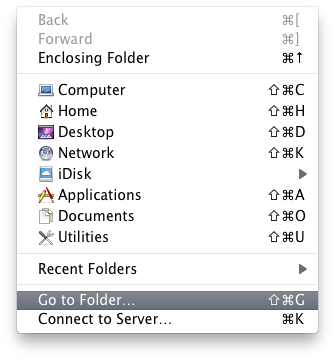 Back ⌘[
Forward ⌘]
Enclosing Folder ⌘↑
Computer ⇧⌘C
Home ⇧⌘H
Desktop ⇧⌘D
Network ⇧⌘K
iDisk ▶
Applications ⇧⌘A
Documents ⇧⌘O
Utilities ⇧⌘U
Recent Folders ▶
Go to Folder... ⇧⌘G
Connect to Server... ⌘K